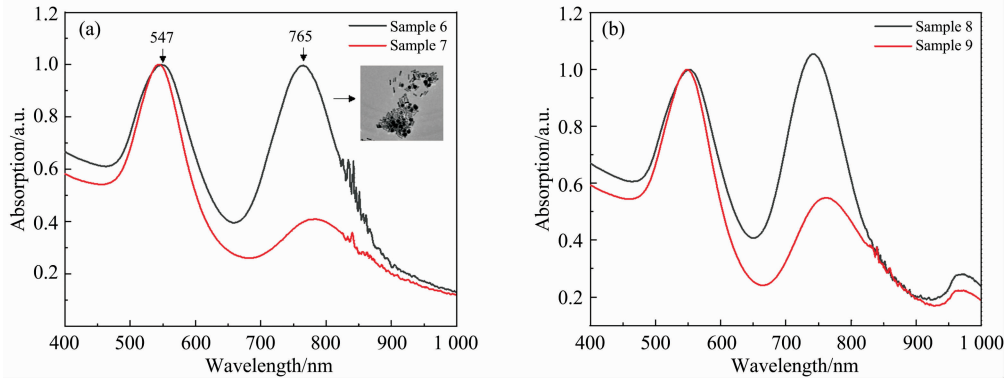 (a)
547
765
Sample 6
Sample 7
1.2
1.0
0.8
0.6
0.4
0.2
Absorption/a.u.
400 500 600 700 800 900 1 000
Wavelength/nm
(b)
Sample 8
Sample 9
1.2
1.0
0.8
0.6
0.4
0.2
Absorption/a.u.
400 500 600 700 800 900 1 000
Wavelength/nm